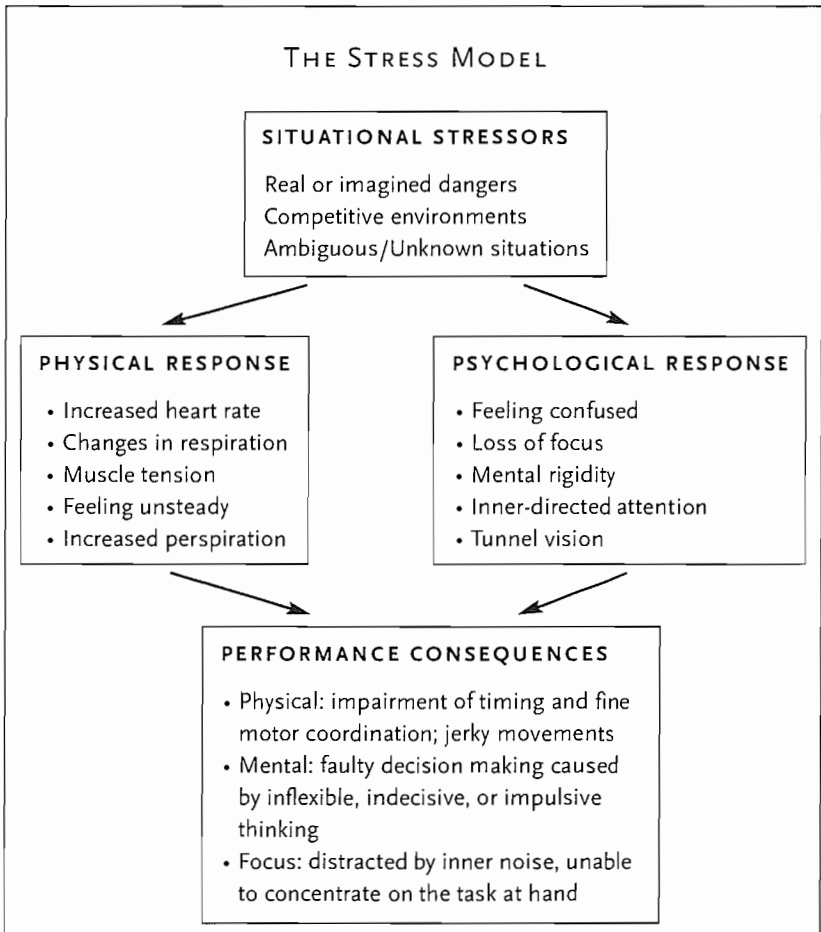 THE STRESS MODEL
SITUATIONAL STRESSORS
Real or imagined dangers
Competitive environments
Ambiguous/Unknown situations
PHYSICAL RESPONSE
• Increased heart rate
• Changes in respiration
• Muscle tension
• Feeling unsteady
• Increased perspiration
PSYCHOLOGICAL RESPONSE
• Feeling confused
• Loss of focus
• Mental rigidity
• Inner-directed attention
• Tunnel vision
PERFORMANCE CONSEQUENCES
• Physical: impairment of timing and fine
motor coordination; jerky movements
• Mental: faulty decision making caused
by inflexible, indecisive, or impulsive
thinking
• Focus: distracted by inner noise, unable
to concentrate on the task at hand